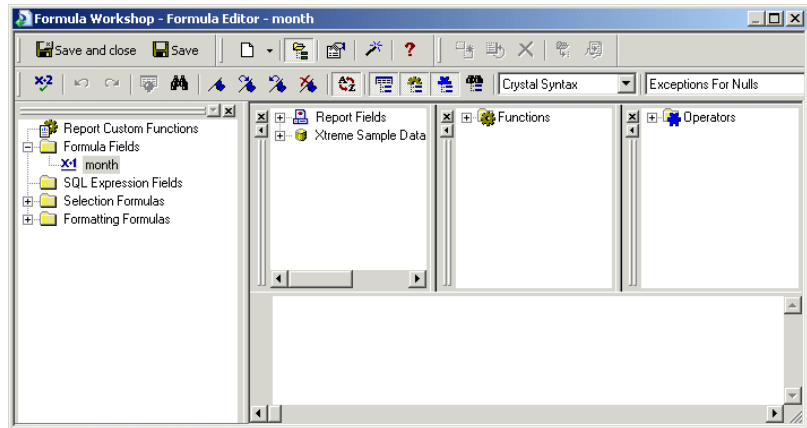 Formula Workshop - Formula Editor - month
Save and close Save
Crystal Syntax Exceptions For Nulls
Report Custom Functions
Formula Fields
month
SQL Expression Fields
Selection Formulas
Formatting Formulas
Report Fields
Xtreme Sample Data
Functions
Operators